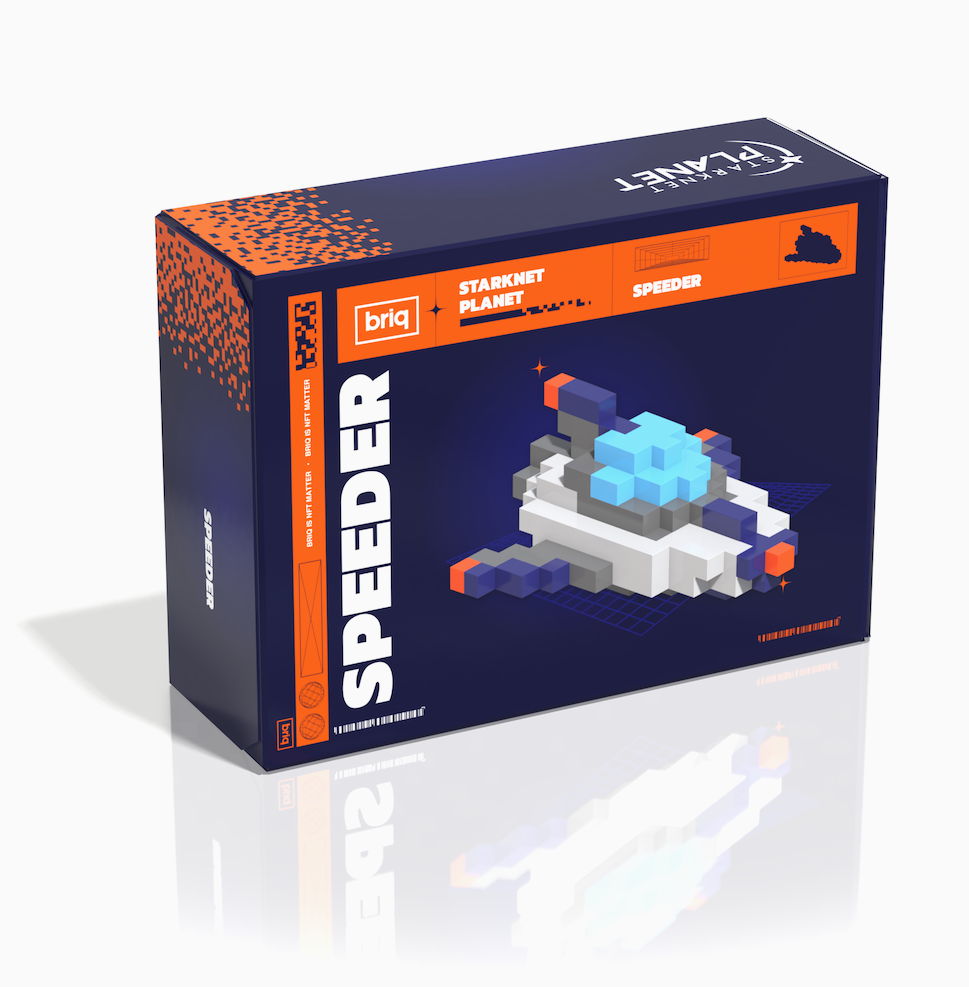 STARKNET
PLANET
briq
STARKNET
PLANET
SPEEDER
BRIQ IS NFT MATTER • BRIQ IS NFT MATTER
SPEEDER
SPEEDER
briq